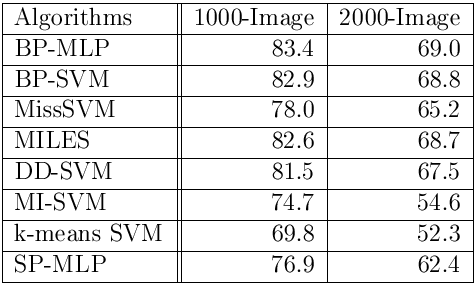 Algorithms 1000-Image 2000-Image
BP-MLP 83.4 69.0
BP-SVM 82.9 68.8
MissSVM 78.0 65.2
MILES 82.6 68.7
DD-SVM 81.5 67.5
MI-SVM 74.7 54.6
k-means SVM 69.8 52.3
SP-MLP 76.9 62.4